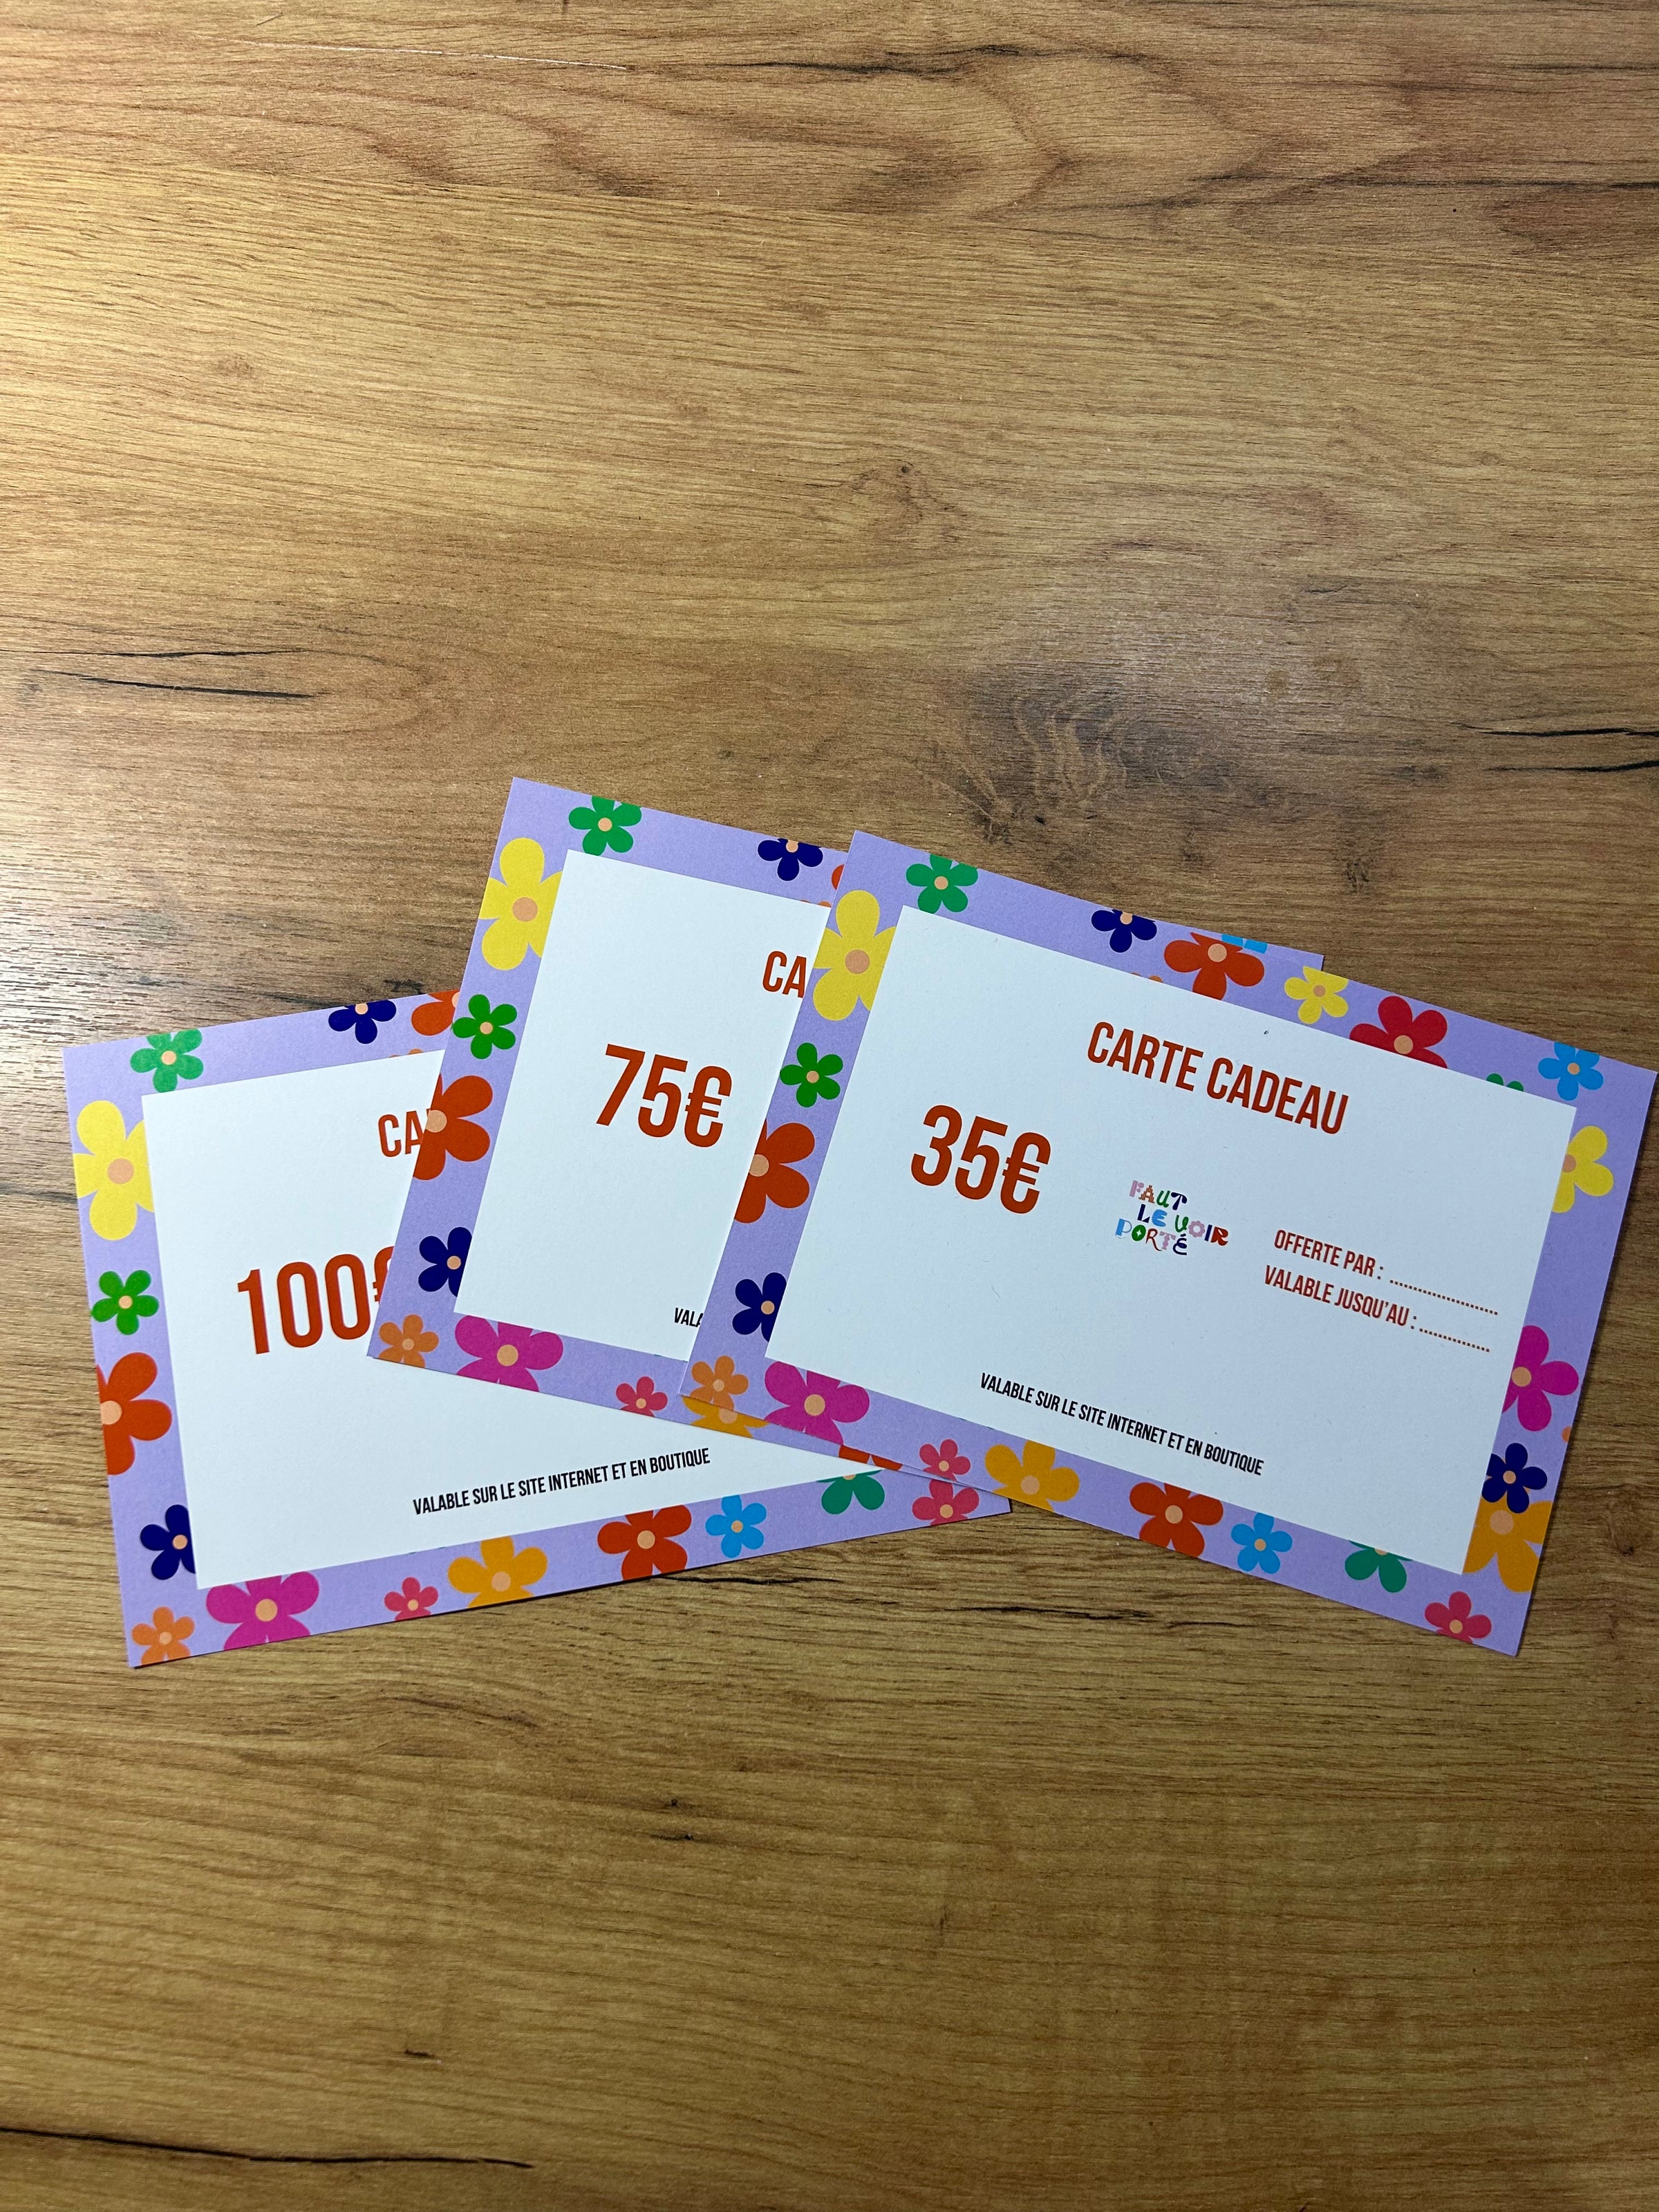 CARTE CADEAU
35€
FAUT
LE VOIR
PORTÉ
OFFERTE PAR : ........................
VALABLE JUSQU'AU : ................
VALABLE SUR LE SITE INTERNET ET EN BOUTIQUE
CA
75€
VALA
CA
100€
VALABLE SUR LE SITE INTERNET ET EN BOUTIQUE